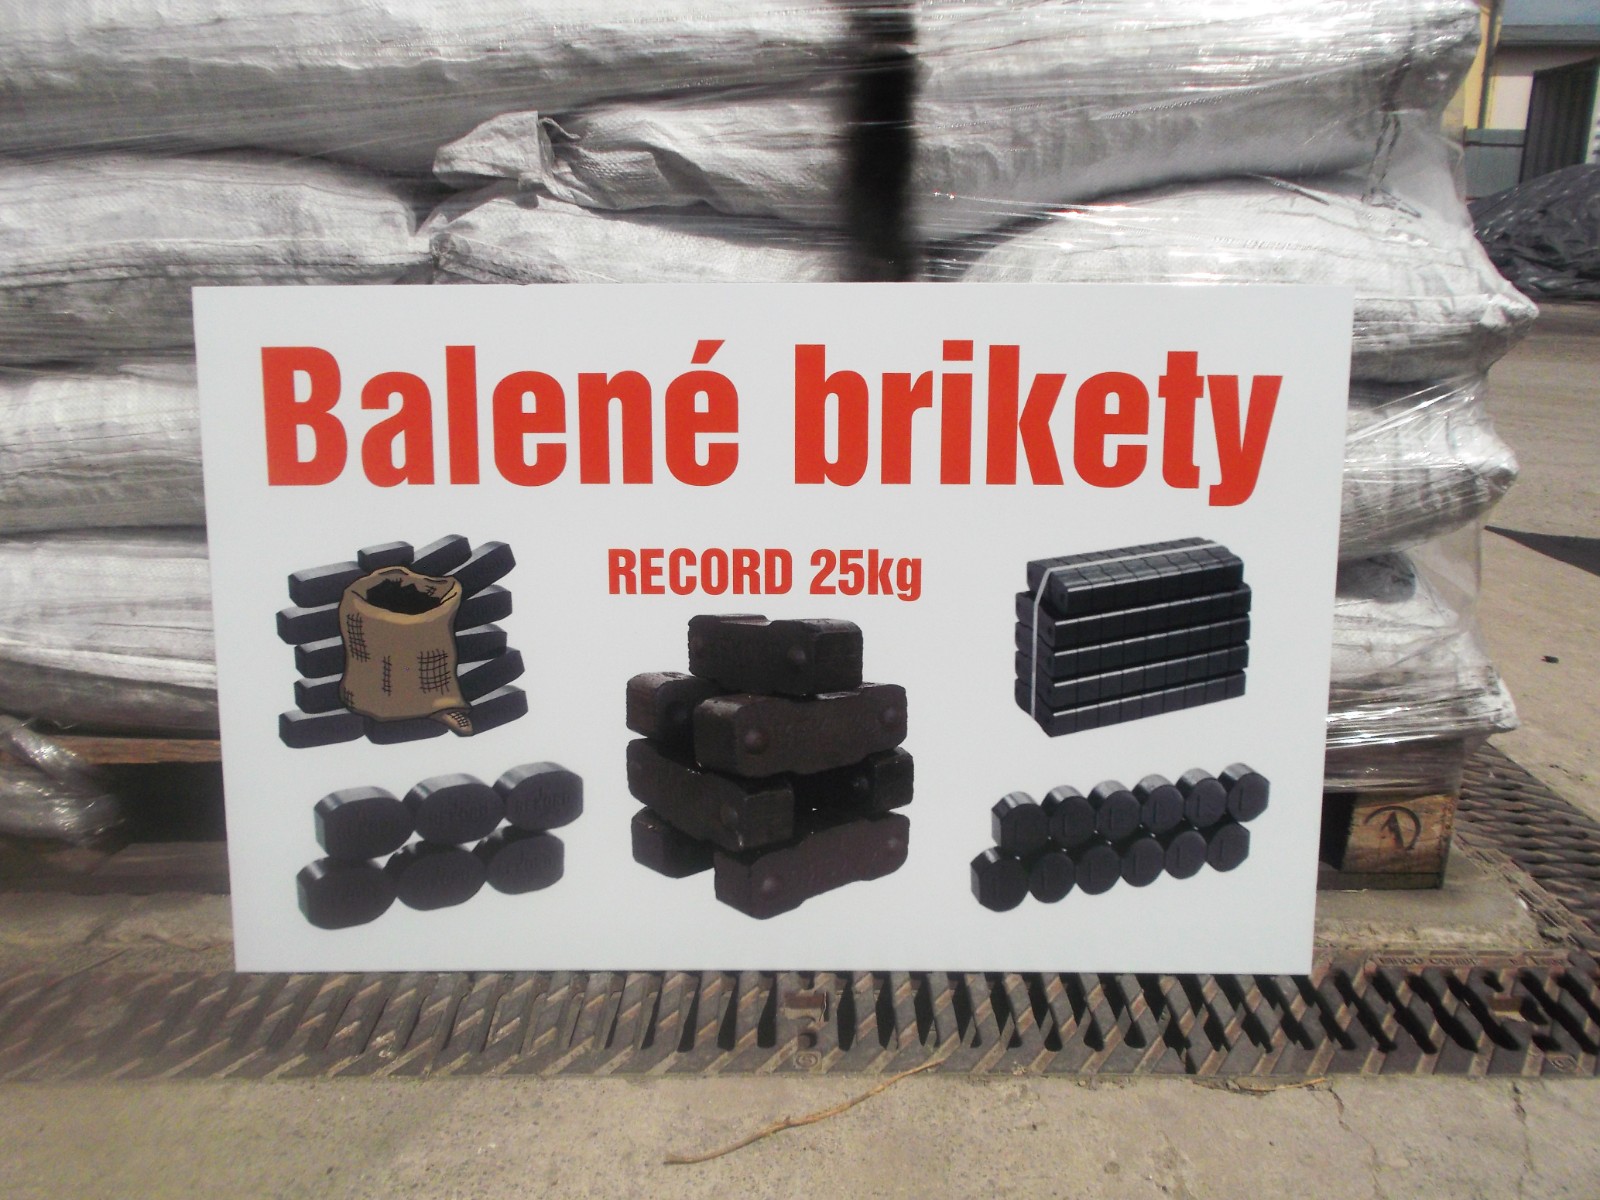 Balené brikety
RECORD 25kg